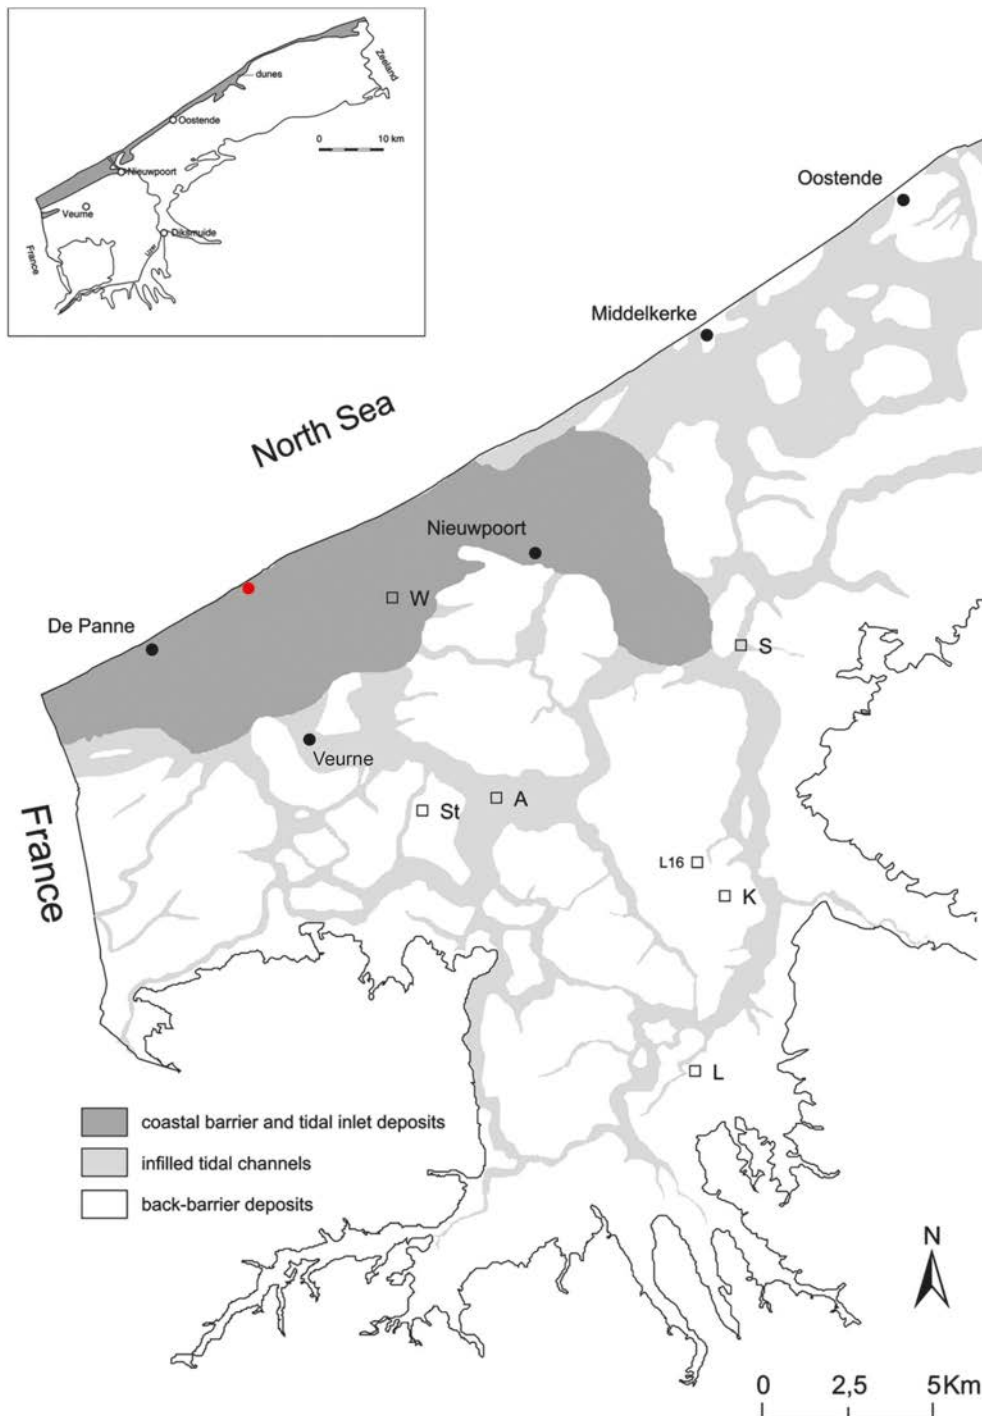 Zeeland
dunes
Oostende
0 10 km
Nieuwpoort
Veurne
Diksmuide
IJzer
France
Oostende
Middelkerke
North Sea
Nieuwpoort
W
De Panne
S
Veurne
St
A
France
L16
K
L
coastal barrier and tidal inlet deposits
infilled tidal channels
back-barrier deposits
N
0 2,5 5Km